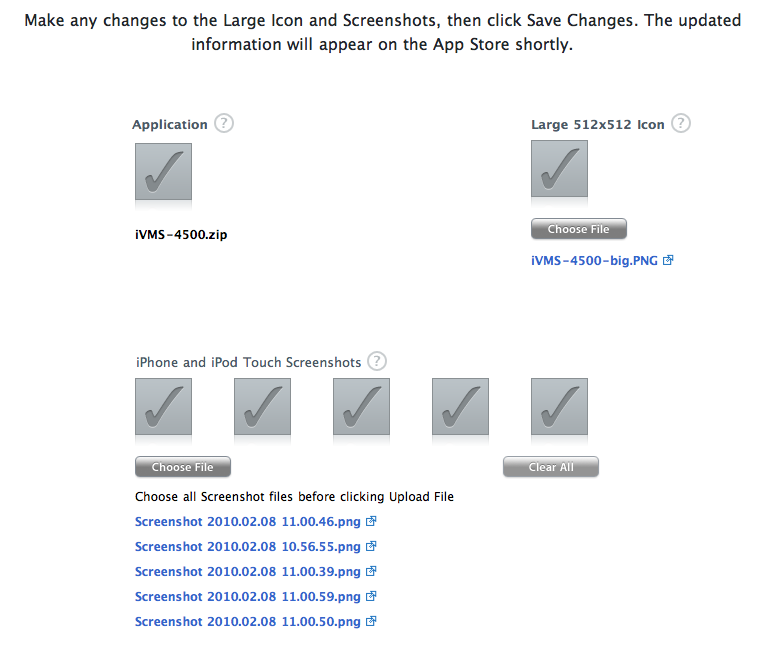 Make any changes to the Large Icon and Screenshots, then click Save Changes. The updated
information will appear on the App Store shortly.
Application ?
Large 512x512 Icon ?
iVMS-4500.zip
Choose File
iVMS-4500-big.PNG
iPhone and iPod Touch Screenshots ?
Choose File
Clear All
Choose all Screenshot files before clicking Upload File
Screenshot 2010.02.08 11.00.46.png
Screenshot 2010.02.08 10.56.55.png
Screenshot 2010.02.08 11.00.39.png
Screenshot 2010.02.08 11.00.59.png
Screenshot 2010.02.08 11.00.50.png